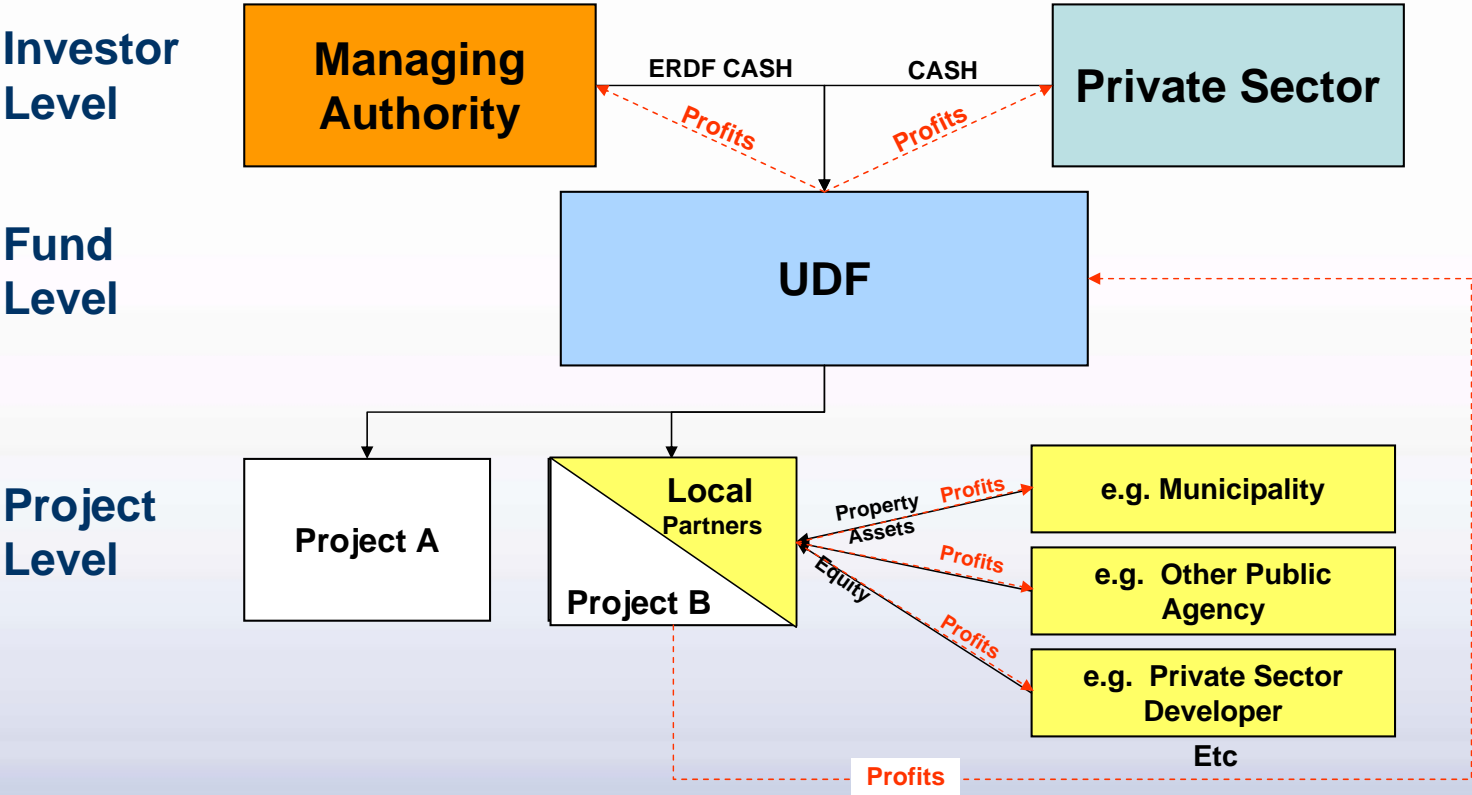 Investor
Level
Managing
Authority
ERDF CASH
CASH
Private Sector
Profits
Profits
Fund
Level
UDF
Project
Level
Project A
Local
Partners
Project B
Property
Assets
Profits
e.g. Municipality
Profits
Equity
e.g. Other Public
Agency
Profits
e.g. Private Sector
Developer
Etc
Profits